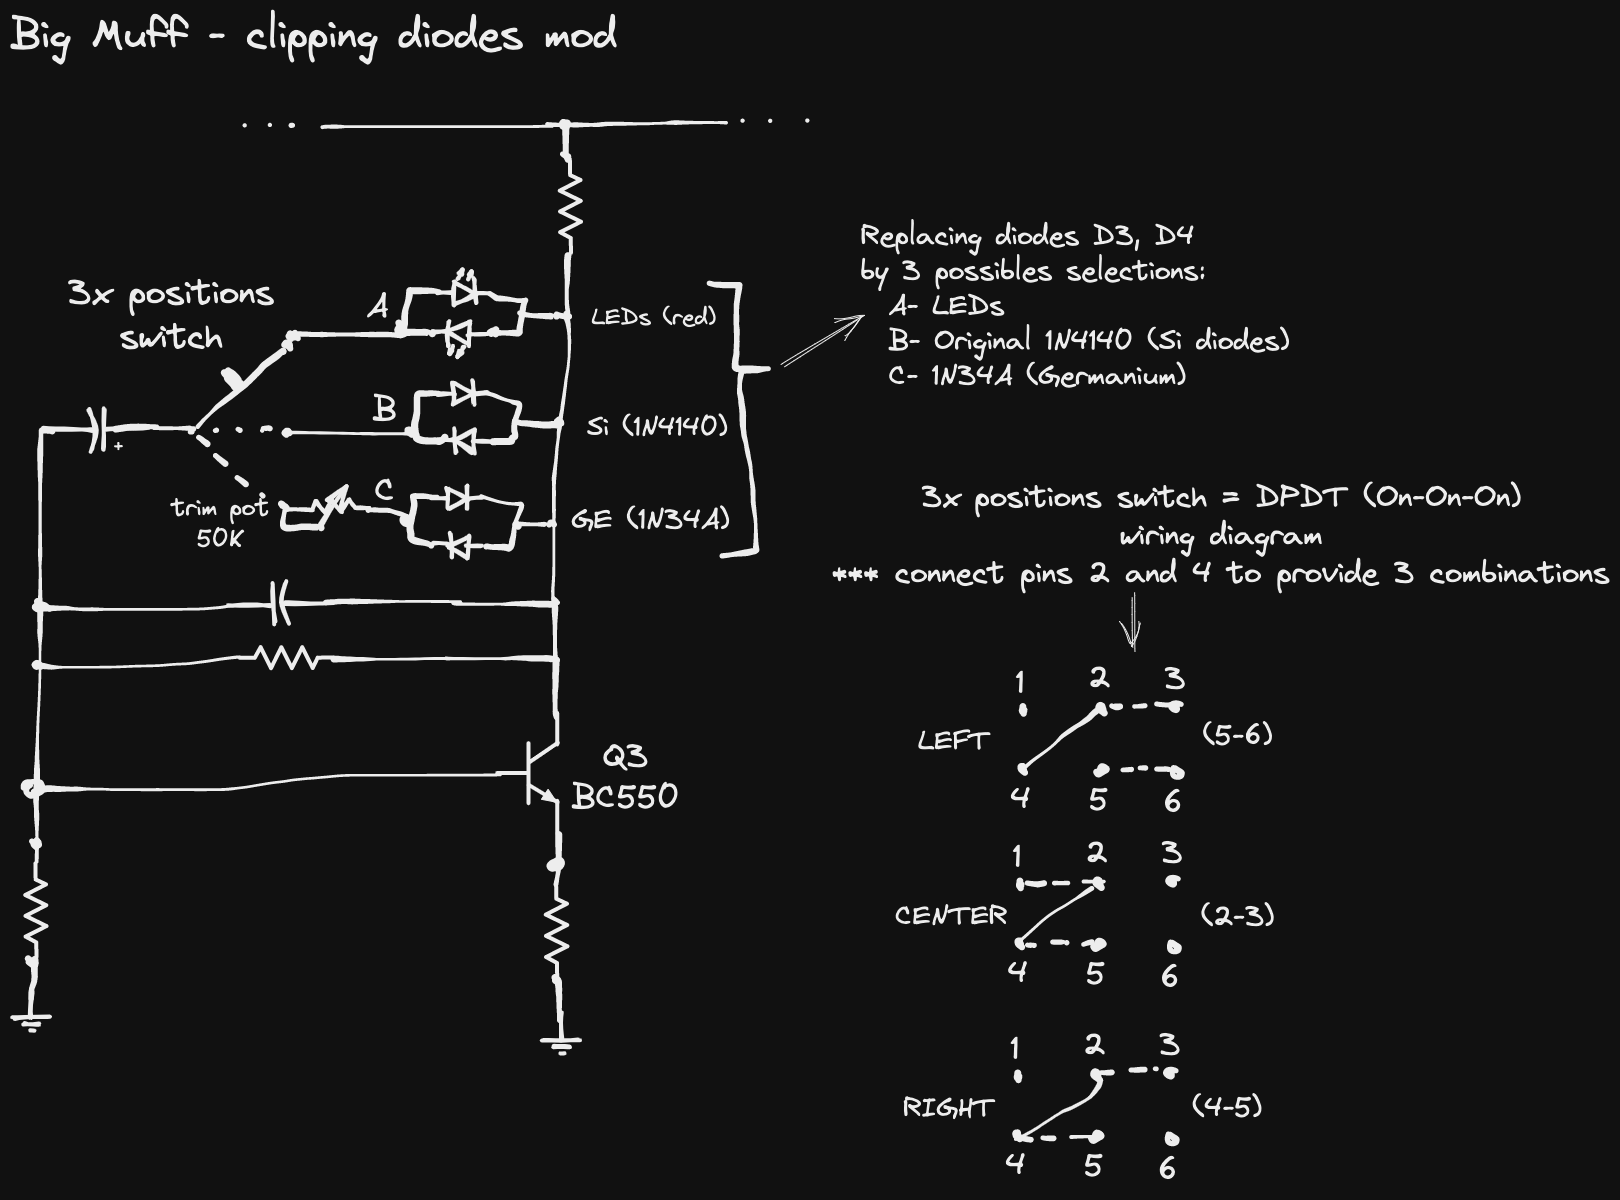 Big Muff - clipping diodes mod
3x positions
switch
A
LEDs (red)
B
Si (1N4140)
+
trim pot
50K
C
GE (1N34A)
Q3
BC550
Replacing diodes D3, D4
by 3 possibles selections:
A- LEDs
B- Original 1N4140 (Si diodes)
C- 1N34A (Germanium)
3x positions switch = DPDT (On-On-On)
wiring diagram
*** connect pins 2 and 4 to provide 3 combinations
1 2 3
LEFT (5-6)
4 5 6
1 2 3
CENTER (2-3)
4 5 6
1 2 3
RIGHT (4-5)
4 5 6